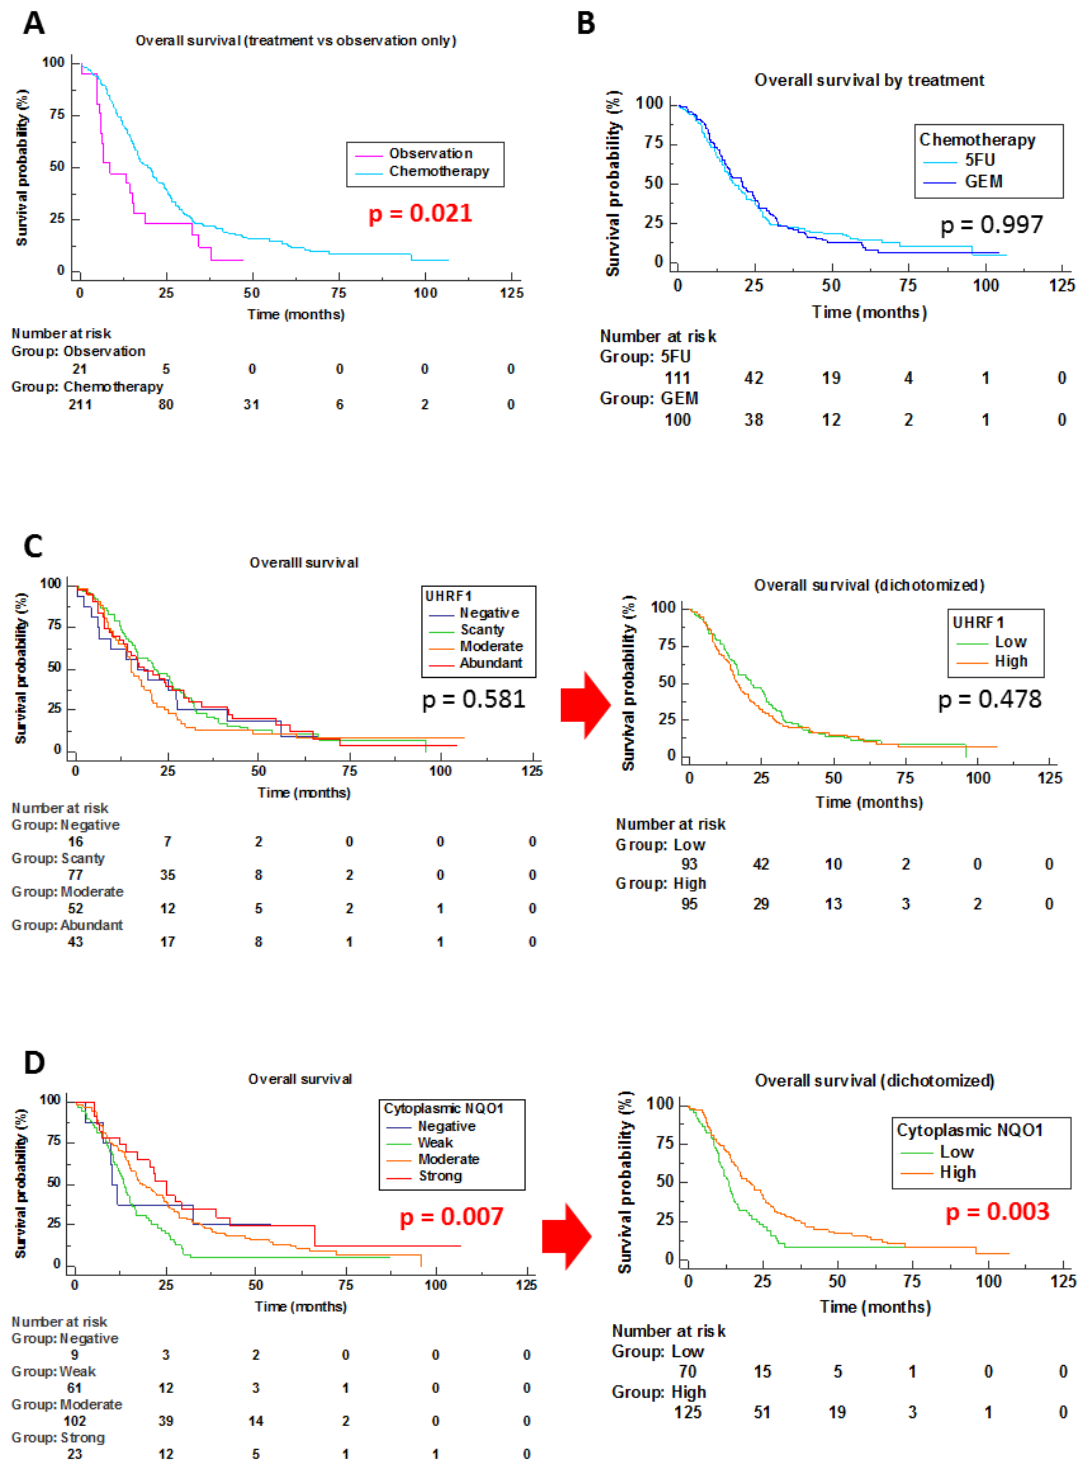 A
Overall survival (treatment vs observation only)
Survival probability (%)
100
75
50
25
0
Observation
Chemotherapy
p = 0.021
0 25 50 75 100 125
Time (months)
Number at risk
Group: Observation
21 5 0 0 0 0
Group: Chemotherapy
211 80 31 6 2 0
B
Overall survival by treatment
Survival probability (%)
100
75
50
25
0
Chemotherapy
5FU
GEM
p = 0.997
0 25 50 75 100 125
Time (months)
Number at risk
Group: 5FU
111 42 19 4 1 0
Group: GEM
100 38 12 2 1 0
C
Overalll survival
Survival probability (%)
100
75
50
25
0
UHRF1
Negative
Scanty
Moderate
Abundant
p = 0.581
0 25 50 75 100 125
Time (months)
Number at risk
Group: Negative
16 7 2 0 0 0
Group: Scanty
77 35 8 2 0 0
Group: Moderate
52 12 5 2 1 0
Group: Abundant
43 17 8 1 1 0
Overall survival (dichotomized)
Survival probability (%)
100
75
50
25
0
UHRF1
Low
High
p = 0.478
0 25 50 75 100 125
Time (months)
Number at risk
Group: Low
93 42 10 2 0 0
Group: High
95 29 13 3 2 0
D
Overall survival
Survival probability (%)
100
75
50
25
0
Cytoplasmic NQO1
Negative
Weak
Moderate
Strong
p = 0.007
0 25 50 75 100 125
Time (months)
Number at risk
Group: Negative
9 3 2 0 0 0
Group: Weak
61 12 3 1 0 0
Group: Moderate
102 39 14 2 0 0
Group: Strong
23 12 5 1 1 0
Overall survival (dichotomized)
Survival probability (%)
100
75
50
25
0
Cytoplasmic NQO1
Low
High
p = 0.003
0 25 50 75 100 125
Time (months)
Number at risk
Group: Low
70 15 5 1 0 0
Group: High
125 51 19 3 1 0